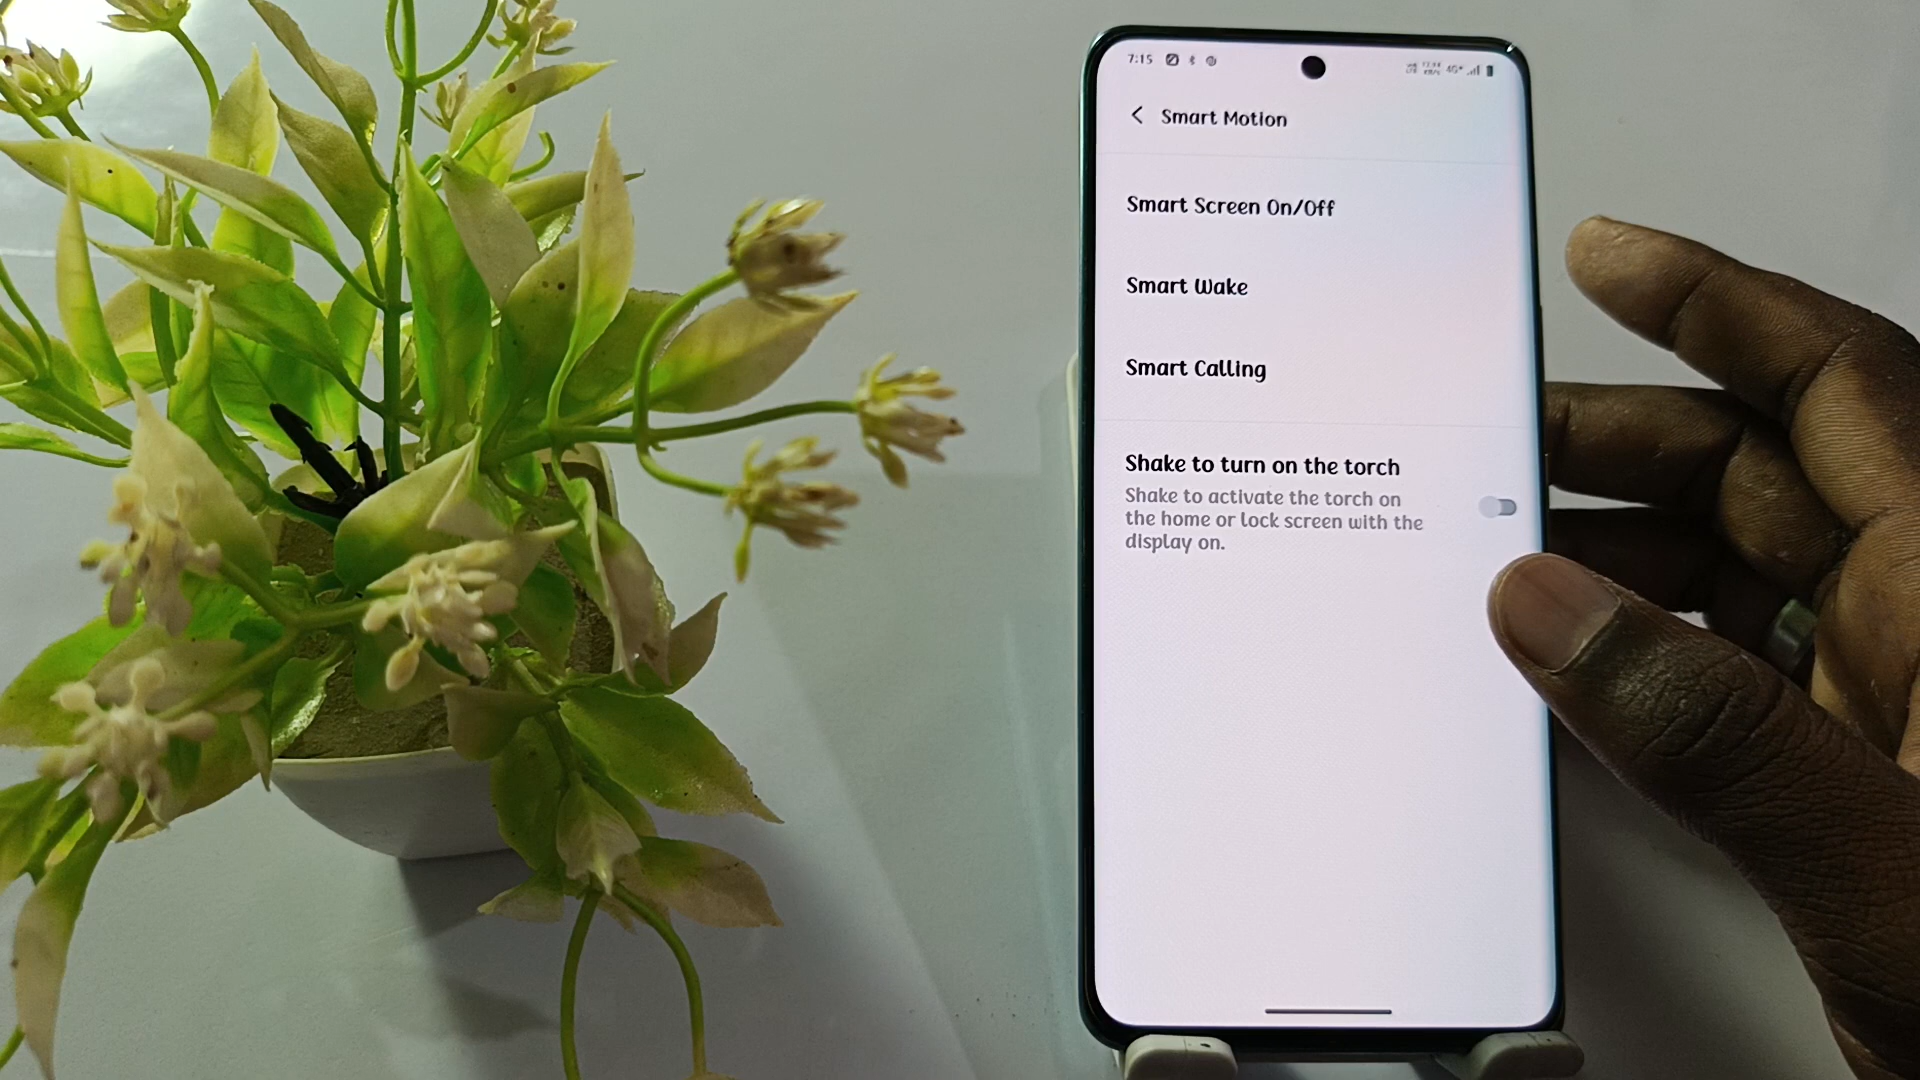 7:15
4G+
Smart Motion
Smart Screen On/Off
Smart Wake
Smart Calling
Shake to turn on the torch
Shake to activate the torch on
the home or lock screen with the
display on.